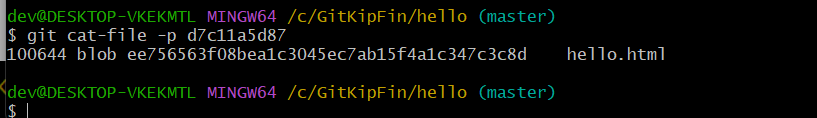 dev@DESKTOP-VKEKMTL MINGW64 /c/GitKipFin/hello (master)
$ git cat-file -p d7c11a5d87
100644 blob ee756563f08bea1c3045ec7ab15f4a1c347c3c8d    hello.html
dev@DESKTOP-VKEKMTL MINGW64 /c/GitKipFin/hello (master)
$